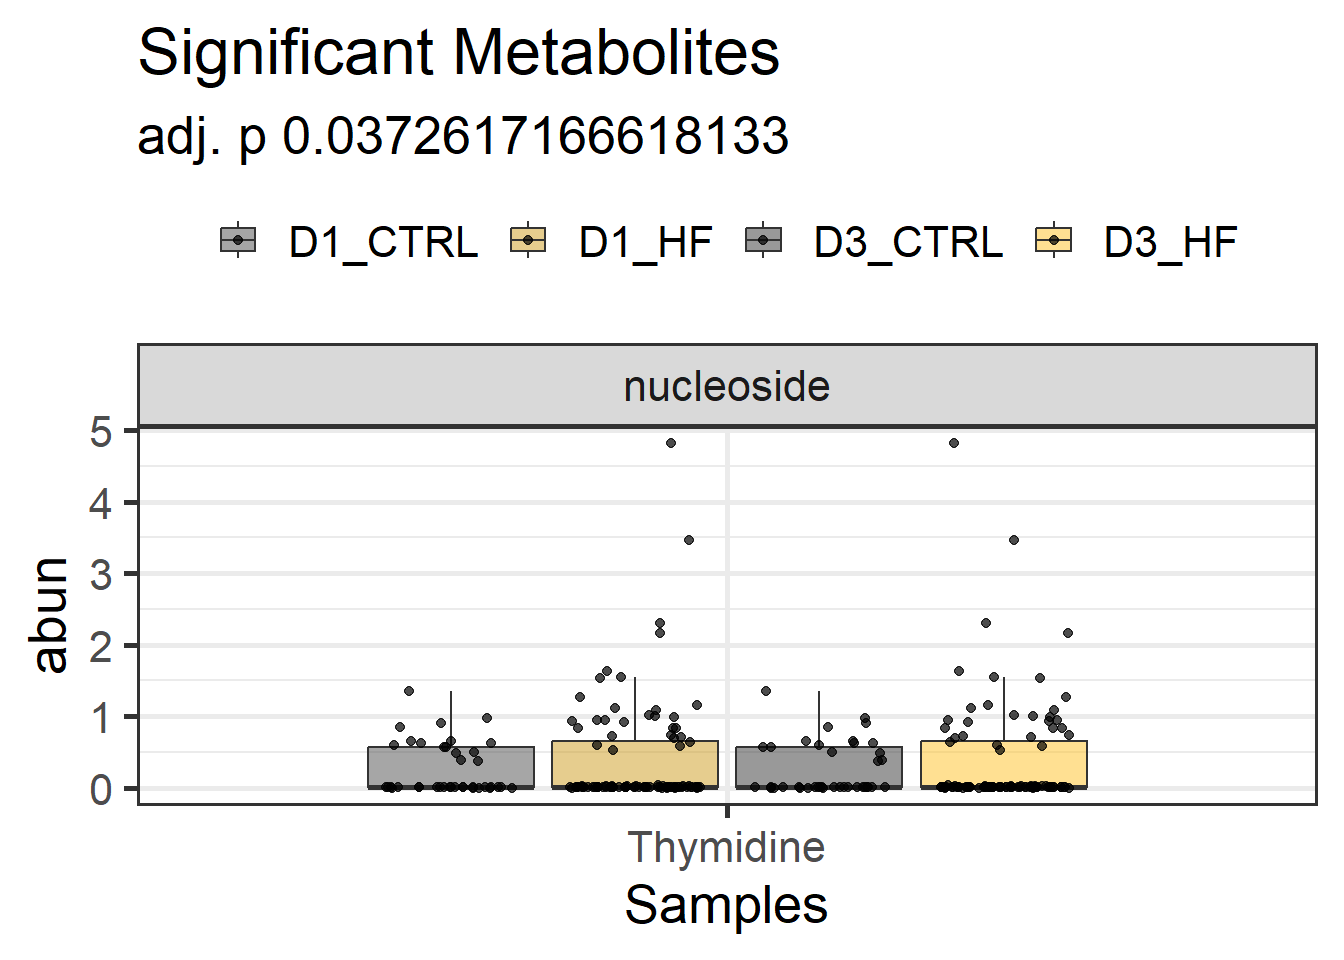 Significant Metabolites
adj. p 0.0372617166618133
D1_CTRL D1_HF D3_CTRL D3_HF
nucleoside
5
4
3
2
1
0
abun
Thymidine
Samples